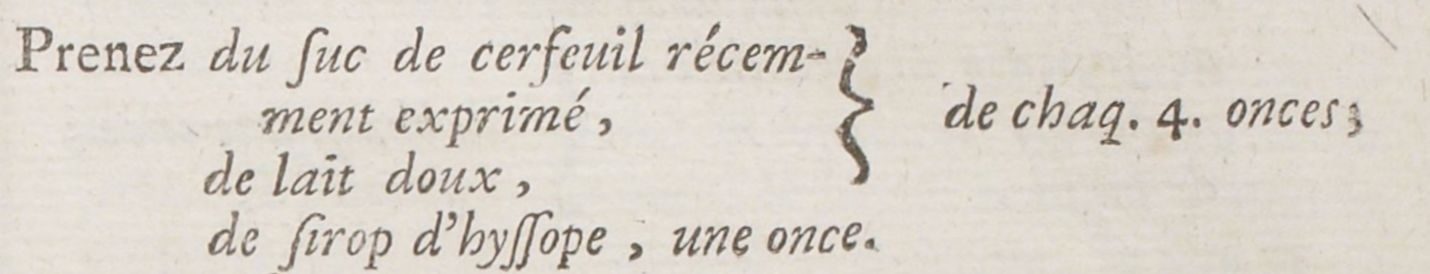 Prenez du ſuc de cerfeuil récem-
ment exprimé,
de chaq. 4. onces;
de lait doux,
de ſirop d'hyſſope, une once.